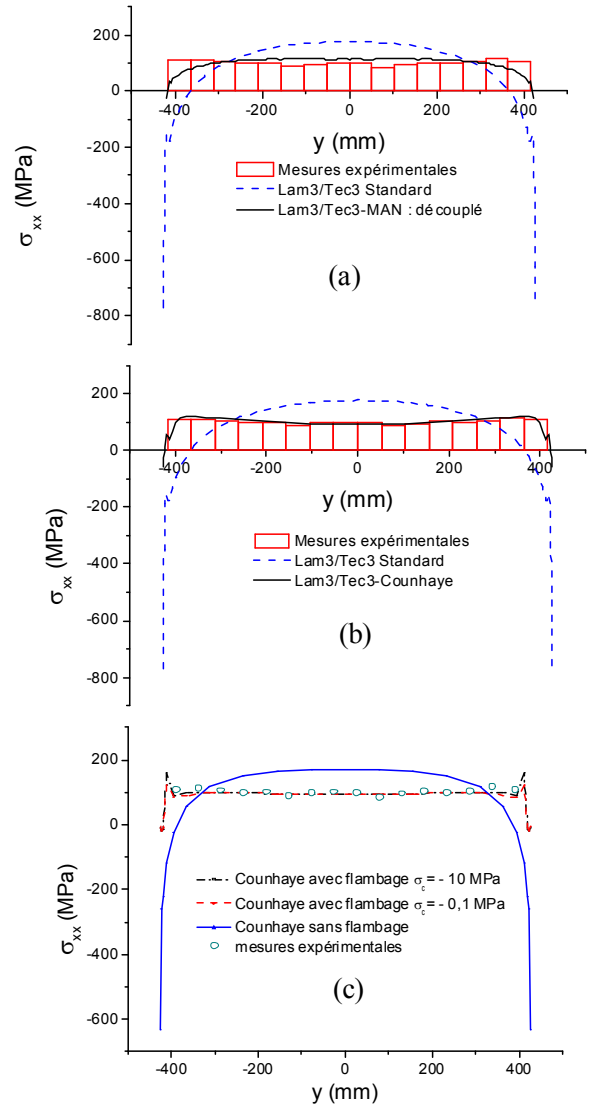 200
0
-200
-400
-600
-800
-400 -200 0 200 400
y (mm)
σxx (MPa)
Mesures expérimentales
Lam3/Tec3 Standard
Lam3/Tec3-MAN : découplé
(a)
200
0
-200
-400
-600
-800
-400 -200 0 200 400
y (mm)
σxx (MPa)
Mesures expérimentales
Lam3/Tec3 Standard
Lam3/Tec3-Counhaye
(b)
200
0
-200
-400
-600
σxx (MPa)
Counhaye avec flambage σc = - 10 MPa
Counhaye avec flambage σc = - 0,1 MPa
Counhaye sans flambage
mesures expérimentales
(c)
-400 -200 0 200 400
y (mm)